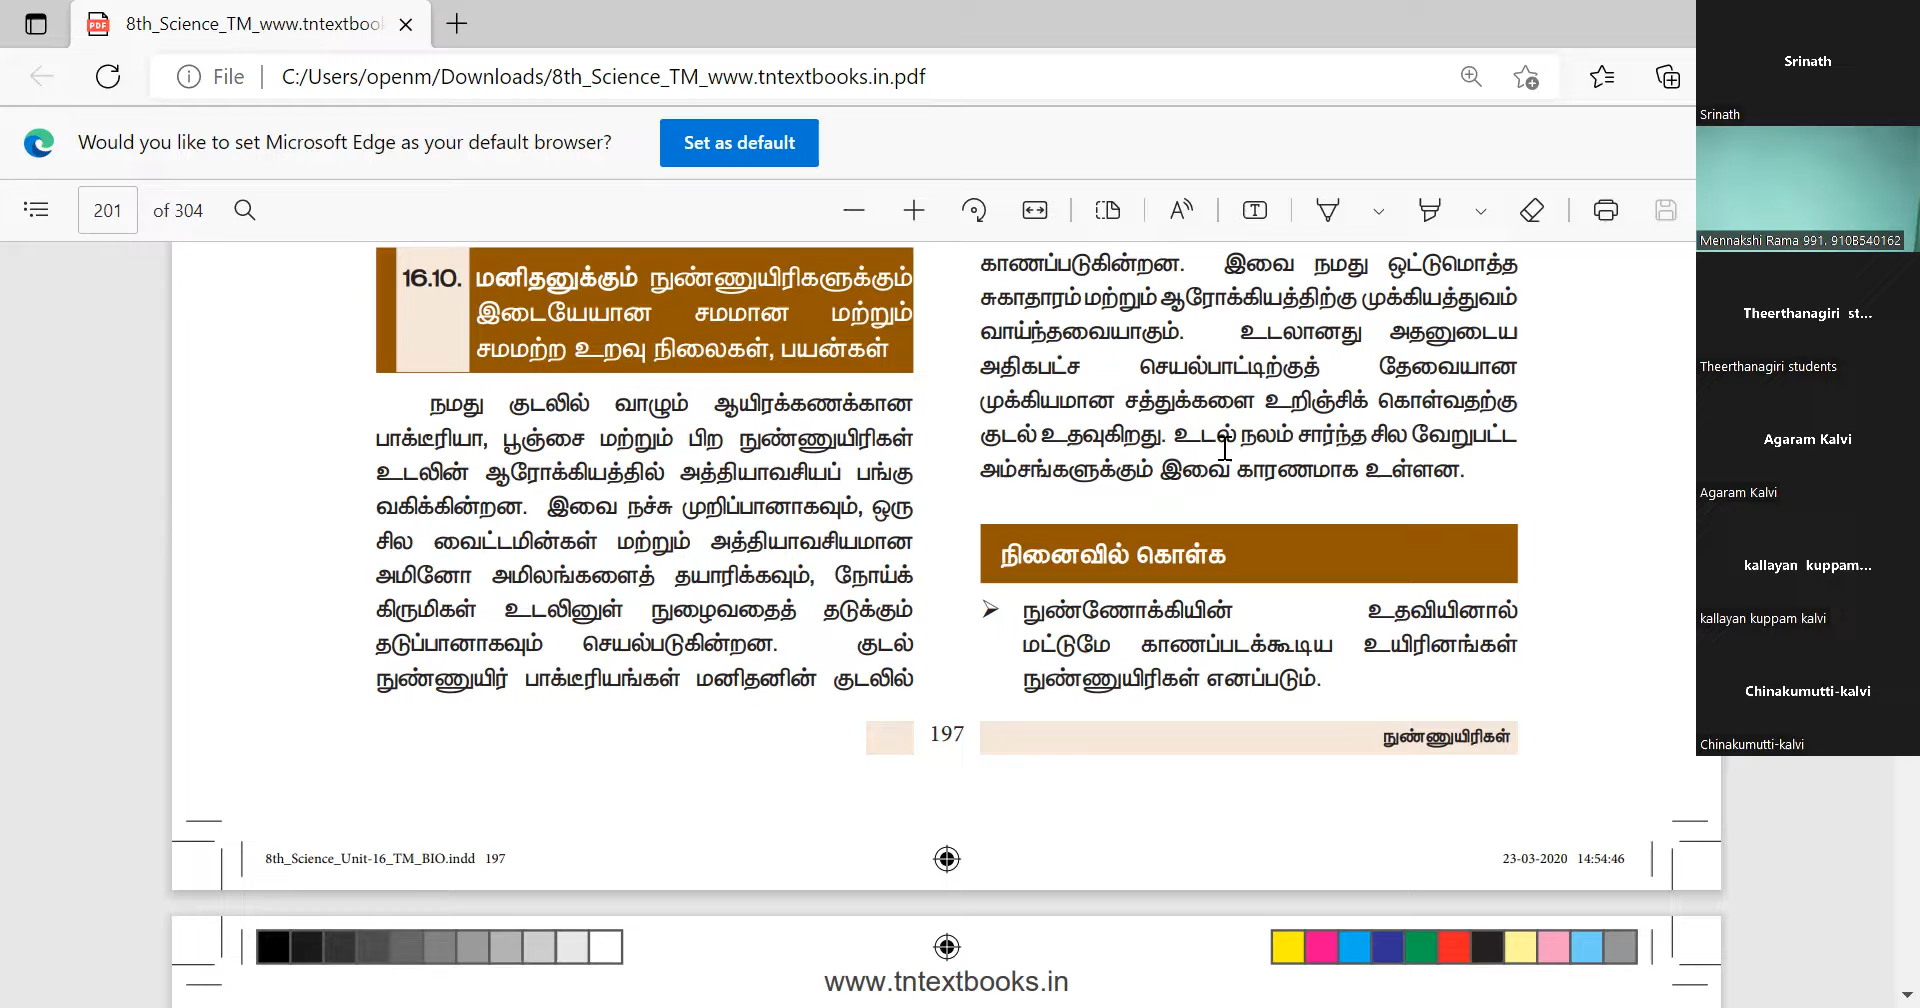 8th_Science_TM_www.tntextboo
File
C:/Users/openm/Downloads/8th_Science_TM_www.tntextbooks.in.pdf
Would you like to set Microsoft Edge as your default browser?
Set as default
201 of 304
16.10. மனிதனுக்கும் நுண்ணுயிரிகளுக்கும்
இடையேயான சமமான மற்றும்
சமமற்ற உறவு நிலைகள், பயன்கள்
நமது குடலில் வாழும் ஆயிரக்கணக்கான
பாக்டீரியா, பூஞ்சை மற்றும் பிற நுண்ணுயிரிகள்
உடலின் ஆரோக்கியத்தில் அத்தியாவசியப் பங்கு
வகிக்கின்றன. இவை நச்சு முறிப்பானாகவும், ஒரு
சில வைட்டமின்கள் மற்றும் அத்தியாவசியமான
அமினோ அமிலங்களைத் தயாரிக்கவும், நோய்க்
கிருமிகள் உடலினுள் நுழைவதைத் தடுக்கும்
தடுப்பானாகவும் செயல்படுகின்றன. குடல்
நுண்ணுயிர் பாக்டீரியங்கள் மனிதனின் குடலில்
காணப்படுகின்றன. இவை நமது ஒட்டுமொத்த
சுகாதாரம் மற்றும் ஆரோக்கியத்திற்கு முக்கியத்துவம்
வாய்ந்தவையாகும். உடலானது அதனுடைய
அதிகபட்ச செயல்பாட்டிற்குத் தேவையான
முக்கியமான சத்துக்களை உறிஞ்சிக் கொள்வதற்கு
குடல் உதவுகிறது. உடல் நலம் சார்ந்த சில வேறுபட்ட
அம்சங்களுக்கும் இவை காரணமாக உள்ளன.
நினைவில் கொள்க
➢ நுண்ணோக்கியின் உதவியினால்
மட்டுமே காணப்படக்கூடிய உயிரினங்கள்
நுண்ணுயிரிகள் எனப்படும்.
197
நுண்ணுயிரிகள்
8th_Science_Unit-16_TM_BIO.indd 197
23-03-2020 14:54:46
www.tntextbooks.in
Srinath
Srinath
Mennakshi Rama 991. 910B540162
Theerthanagiri st...
Theerthanagiri students
Agaram Kalvi
Agaram Kalvi
kallayan kuppam...
kallayan kuppam kalvi
Chinakumutti-kalvi
Chinakumutti-kalvi